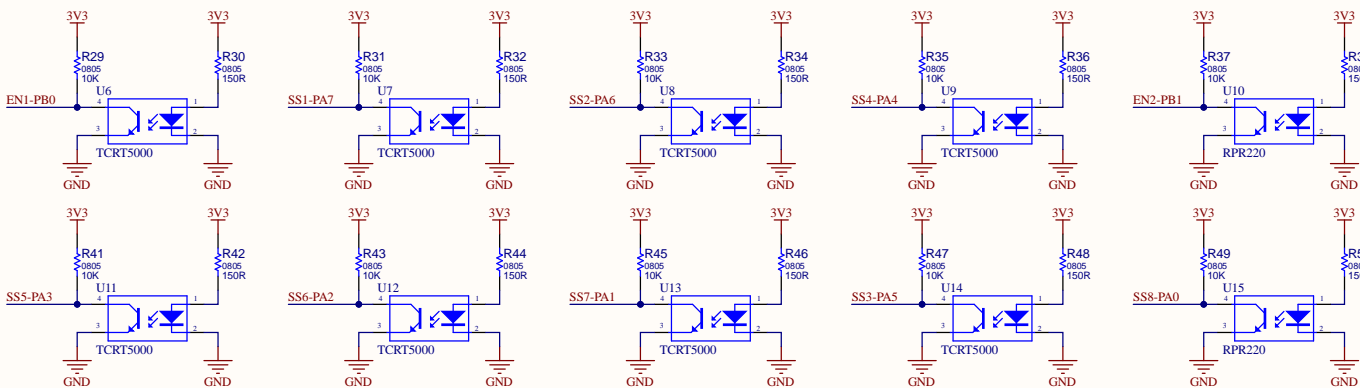 3V3 3V3 3V3 3V3 3V3 3V3 3V3 3V3 3V3 3V3
R29 R30 R31 R32 R33 R34 R35 R36 R37
0805 0805 0805 0805 0805 0805 0805 0805 0805
10K 150R 10K 150R 10K 150R 10K 150R 10K
U6 U7 U8 U9 U10
EN1-PB0 4 1 SS1-PA7 4 1 SS2-PA6 4 1 SS4-PA4 4 1 EN2-PB1 4 1
3 2 3 2 3 2 3 2 3 2
TCRT5000 TCRT5000 TCRT5000 TCRT5000 RPR220
GND GND GND GND GND GND GND GND GND GND
3V3 3V3 3V3 3V3 3V3 3V3 3V3 3V3 3V3 3V3
R41 R42 R43 R44 R45 R46 R47 R48 R49
0805 0805 0805 0805 0805 0805 0805 0805 0805
10K 150R 10K 150R 10K 150R 10K 150R 10K
U11 U12 U13 U14 U15
SS5-PA3 4 1 SS6-PA2 4 1 SS7-PA1 4 1 SS3-PA5 4 1 SS8-PA0 4 1
3 2 3 2 3 2 3 2 3 2
TCRT5000 TCRT5000 TCRT5000 TCRT5000 RPR220
GND GND GND GND GND GND GND GND GND GND